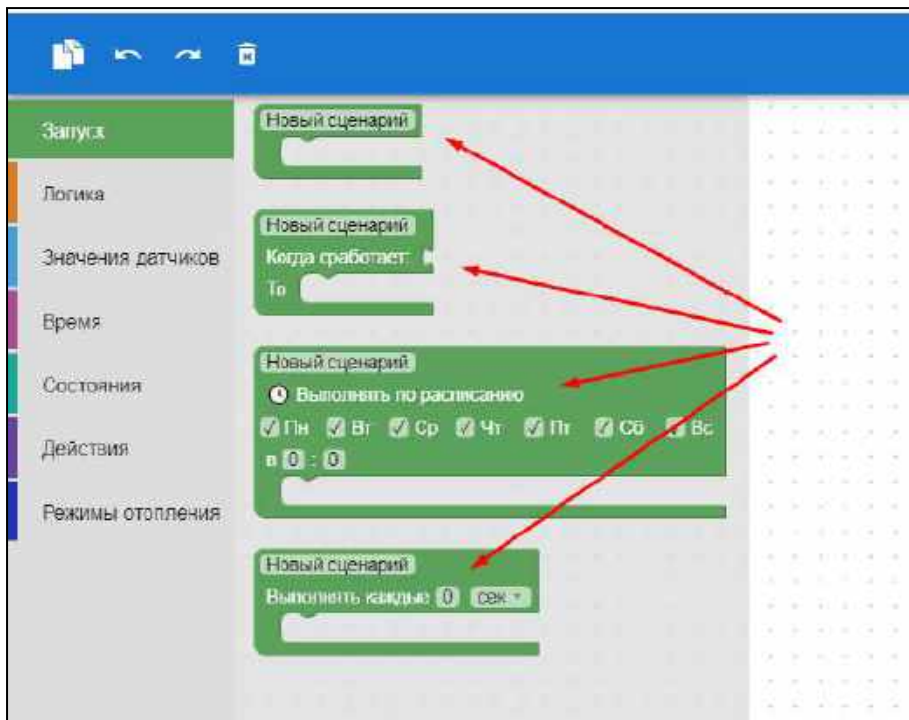 Запуск
Логика
Значения датчиков
Время
Состояния
Действия
Режимы отопления
Новый сценарий
Новый сценарий
Когда сработает:
То
Новый сценарий
Выполнять по расписанию
Пн Вт Ср Чт Пт Сб Вс
в 0 : 0
Новый сценарий
Выполнять каждые 0 сек